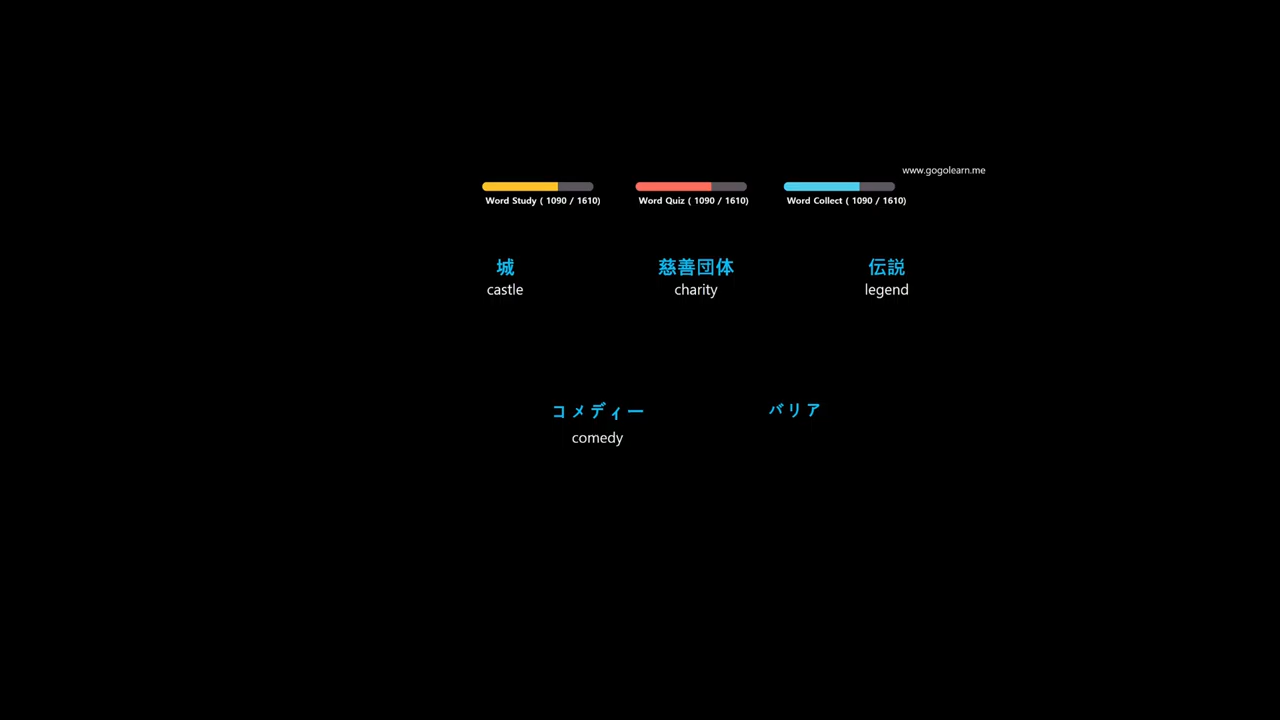 www.gogolearn.me
Word Study ( 1090 / 1610)
Word Quiz ( 1090 / 1610)
Word Collect ( 1090 / 1610)
城
慈善団体
伝説
castle
charity
legend
コメディー
バリア
comedy